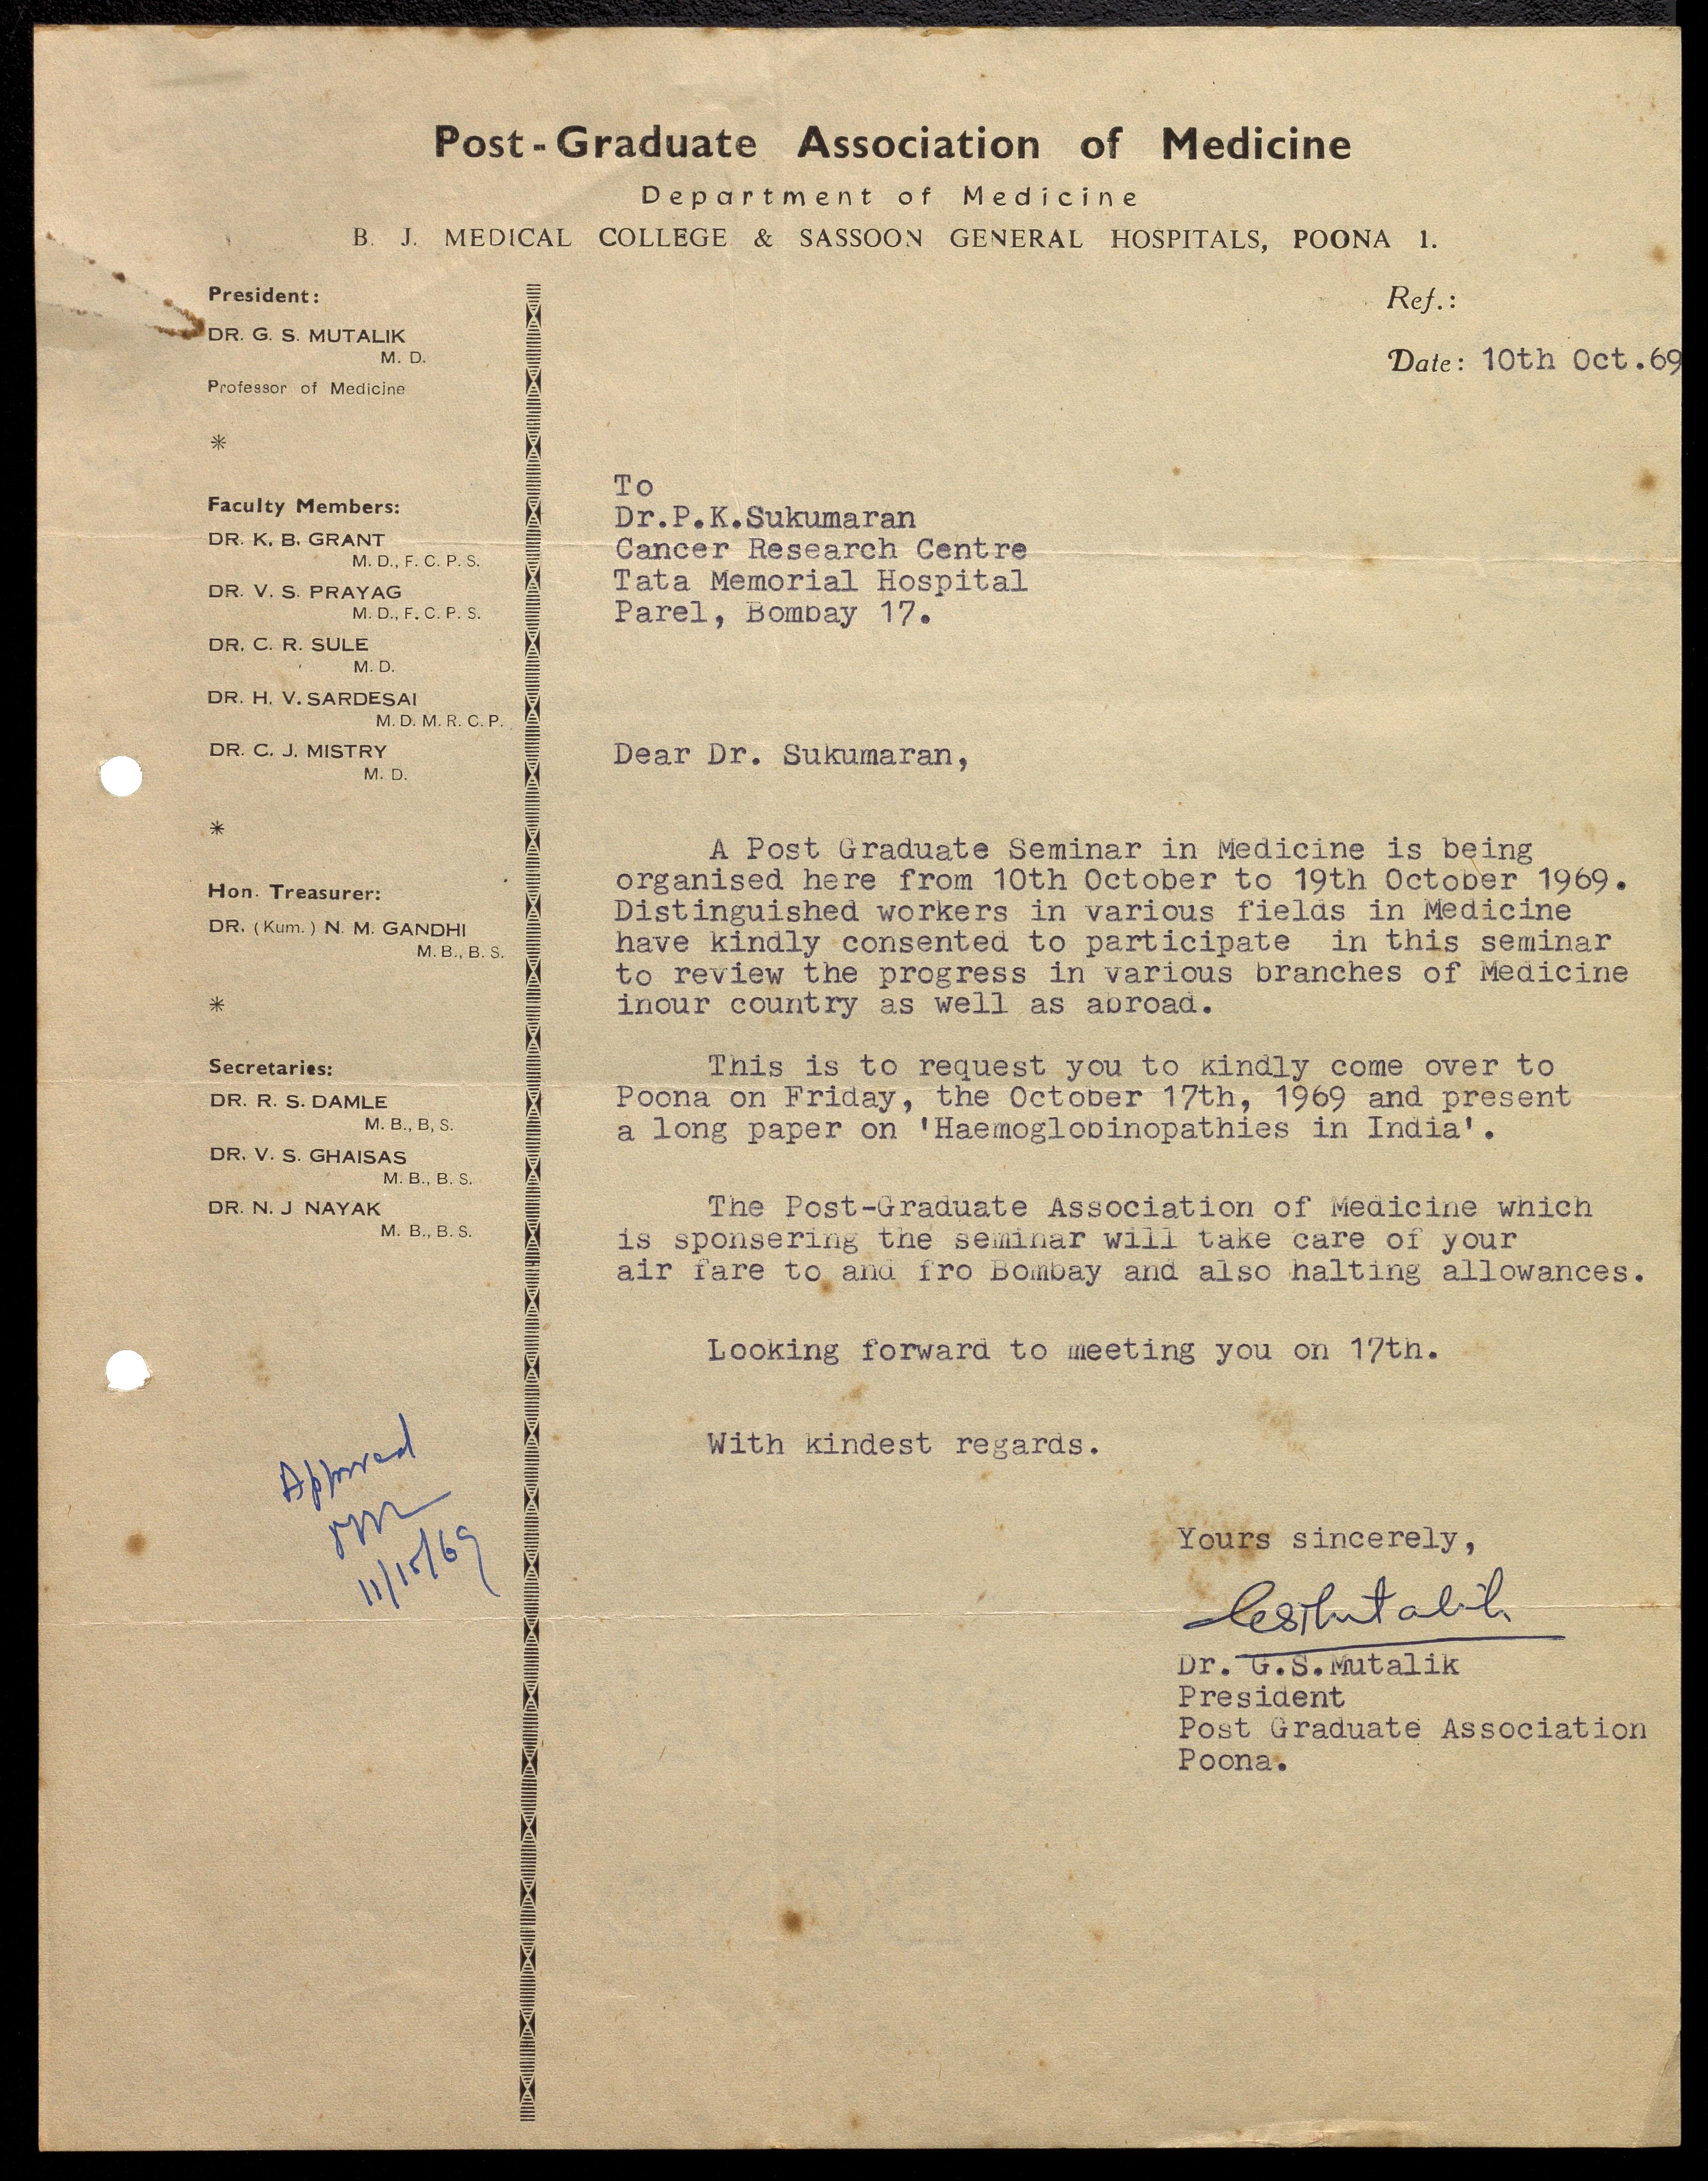 Post-Graduate Association of Medicine
Department of Medicine
B. J. MEDICAL COLLEGE & SASSOON GENERAL HOSPITALS, POONA 1.
President:
DR. G. S. MUTALIK
M. D.
Professor of Medicine
*
Faculty Members:
DR. K. B. GRANT
M. D., F. C. P. S.
DR. V. S. PRAYAG
M. D., F. C. P. S.
DR. C. R. SULE
M. D.
DR. H. V. SARDESAI
M. D. M. R. C. P.
DR. C. J. MISTRY
M. D.
*
Hon. Treasurer:
DR. (Kum.) N. M. GANDHI
M. B., B. S.
*
Secretaries:
DR. R. S. DAMLE
M. B., B, S.
DR. V. S. GHAISAS
M. B., B. S.
DR. N. J NAYAK
M. B., B. S.
Approved
11/10/69
Ref.:
Date: 10th Oct.69
To
Dr.P.K.Sukumaran
Cancer Research Centre
Tata Memorial Hospital
Parel, Bombay 17.
Dear Dr. Sukumaran,
A Post Graduate Seminar in Medicine is being
organised here from 10th October to 19th October 1969.
Distinguished workers in various fields in Medicine
have kindly consented to participate in this seminar
to review the progress in various branches of Medicine
inour country as well as abroad.
This is to request you to kindly come over to
Poona on Friday, the October 17th, 1969 and present
a long paper on 'Haemoglobinopathies in India'.
The Post-Graduate Association of Medicine which
is sponsering the seminar will take care of your
air fare to and fro Bombay and also halting allowances.
Looking forward to meeting you on 17th.
With kindest regards.
Yours sincerely,
GSMutalik
Dr. G.S.Mutalik
President
Post Graduate Association
Poona.